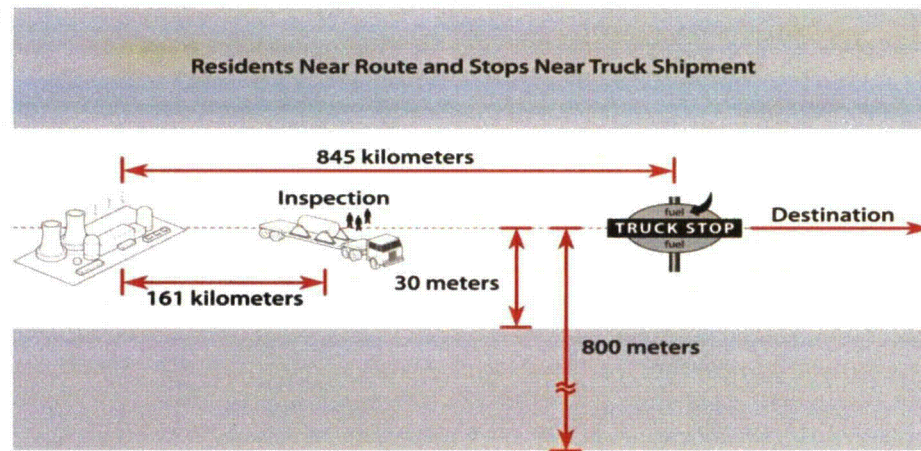 Residents Near Route and Stops Near Truck Shipment
845 kilometers
Inspection
fuel
TRUCK STOP
fuel
Destination
161 kilometers
30 meters
800 meters